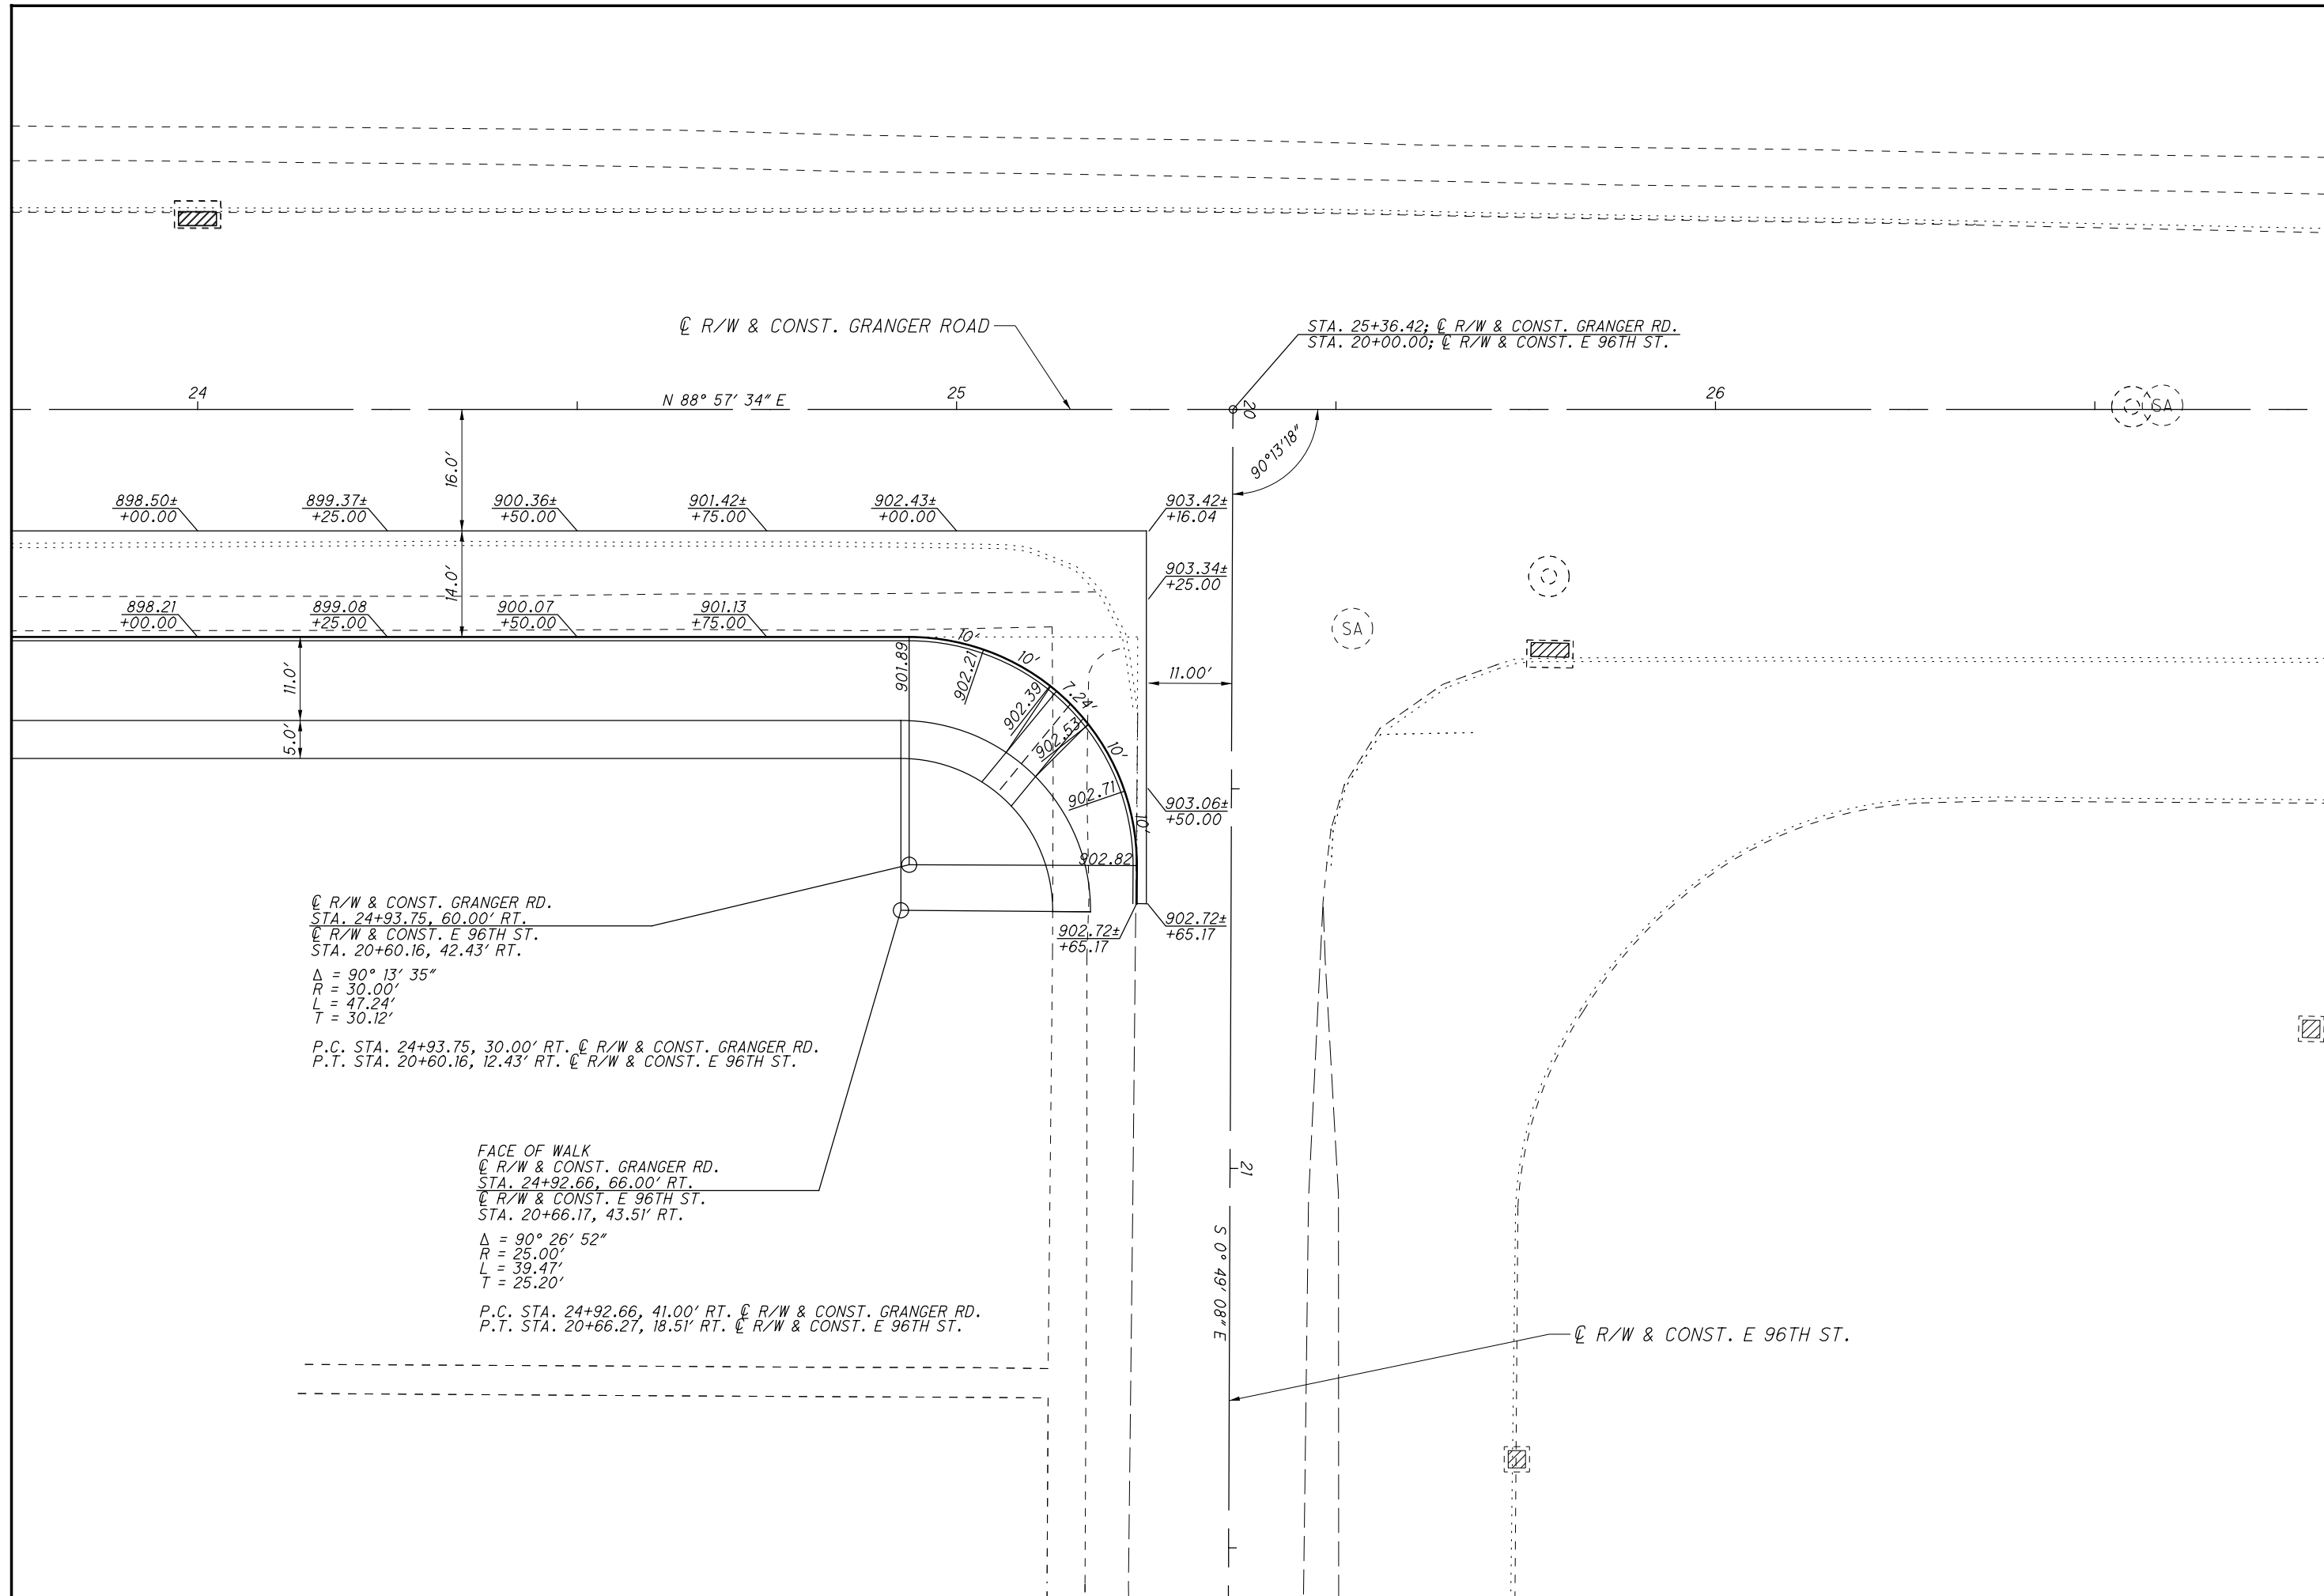 ℄ R/W & CONST. GRANGER ROAD
STA. 25+36.42; ℄ R/W & CONST. GRANGER RD.
STA. 20+00.00; ℄ R/W & CONST. E 96TH ST.
24
N 88° 57' 34" E
25
20
26
SA
90°13'18"
16.0'
898.50±
+00.00
899.37±
+25.00
900.36±
+50.00
901.42±
+75.00
902.43±
+00.00
903.42±
+16.04
14.0'
903.34±
+25.00
898.21
+00.00
899.08
+25.00
900.07
+50.00
901.13
+75.00
SA
11.0'
5.0'
901.89
10'
902.21
10'
902.39
7.24'
902.53
10'
902.71
10'
902.82
11.00'
903.06±
+50.00
902.72±
+65.17
902.72±
+65.17
℄ R/W & CONST. GRANGER RD.
STA. 24+93.75, 60.00' RT.
℄ R/W & CONST. E 96TH ST.
STA. 20+60.16, 42.43' RT.
Δ = 90° 13' 35"
R = 30.00'
L = 47.24'
T = 30.12'
P.C. STA. 24+93.75, 30.00' RT. ℄ R/W & CONST. GRANGER RD.
P.T. STA. 20+60.16, 12.43' RT. ℄ R/W & CONST. E 96TH ST.
FACE OF WALK
℄ R/W & CONST. GRANGER RD.
STA. 24+92.66, 66.00' RT.
℄ R/W & CONST. E 96TH ST.
STA. 20+66.17, 43.51' RT.
Δ = 90° 26' 52"
R = 25.00'
L = 39.47'
T = 25.20'
P.C. STA. 24+92.66, 41.00' RT. ℄ R/W & CONST. GRANGER RD.
P.T. STA. 20+66.27, 18.51' RT. ℄ R/W & CONST. E 96TH ST.
21
S 0° 49' 08" E
℄ R/W & CONST. E 96TH ST.